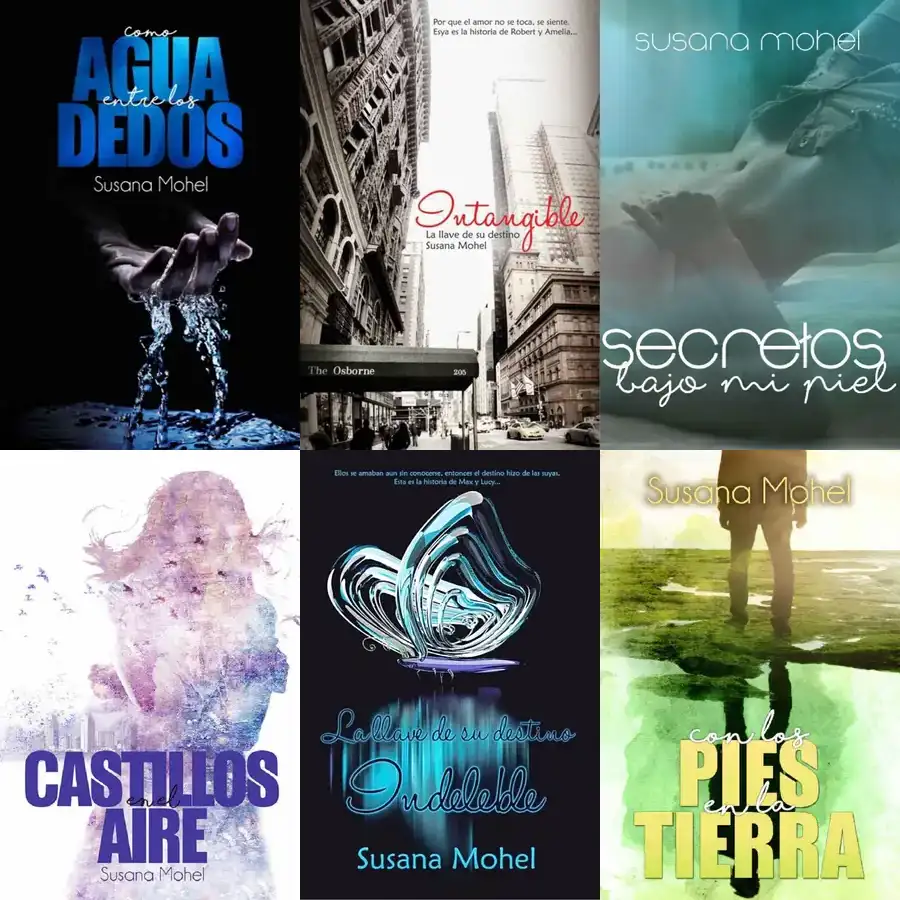 como
AGUA
entre los
DEDOS
Susana Mohel
Por que el amor no se toca, se siente.
Esya es la historia de Robert y Amelia...
Intangible
La llave de su destino
Susana Mohel
The Osborne 205
susana mohel
secretos
bajo mi piel
CASTILLOS
en el
AIRE
Susana Mohel
Ellos se amaban aun sin conocerse, entonces el destino hizo de las suyas.
Esta es la historia de Max y Lucy...
La llave de su destino
Indeleble
Susana Mohel
Susana Mohel
con los
PIES
en la
TIERRA